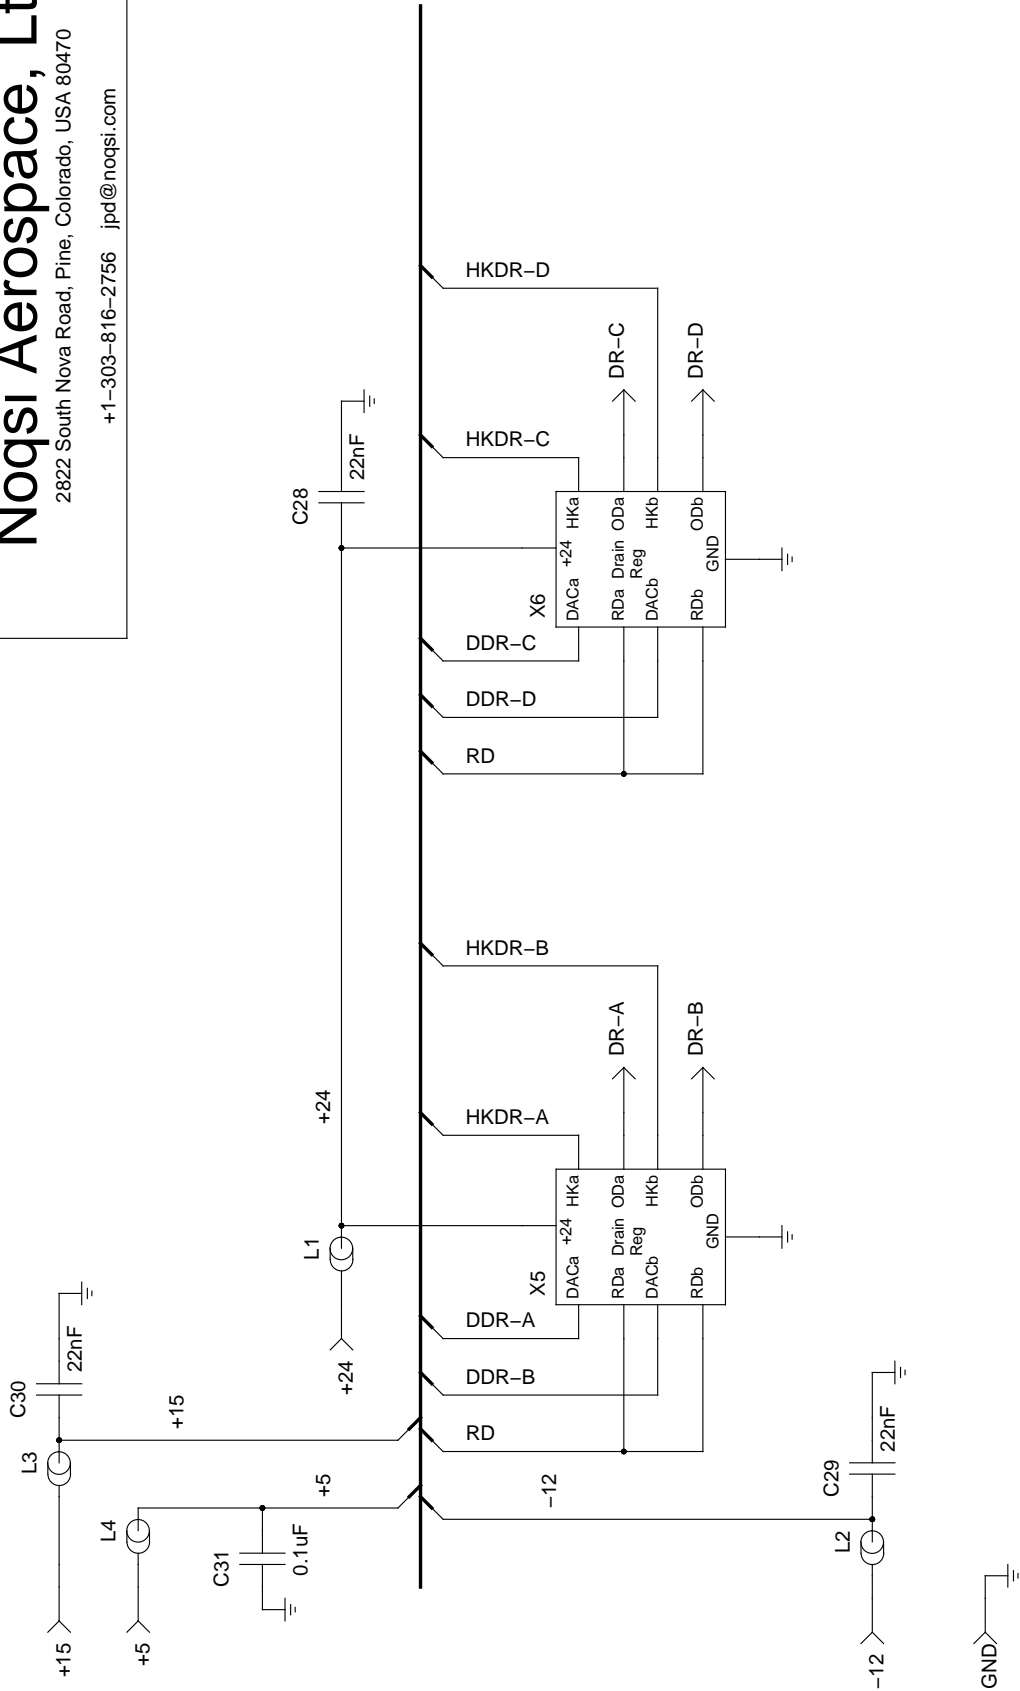 Noqsi Aerospace, Lt
2822 South Nova Road, Pine, Colorado, USA 80470
+1−303−816−2756 jpd@noqsi.com
+15
L3
C30
22nF
+15
+5
L4
C31
0.1uF
+5
+24
L1
+24
C28
22nF
RD
DDR−B
DDR−A
HKDR−A
HKDR−B
X5
DACa
+24
HKa
RDa
Drain
Reg
ODa
DACb
HKb
RDb
GND
ODb
DR−A
DR−B
RD
DDR−D
DDR−C
HKDR−C
HKDR−D
X6
DACa
+24
HKa
RDa
Drain
Reg
ODa
DACb
HKb
RDb
GND
ODb
DR−C
DR−D
−12
−12
L2
C29
22nF
GND